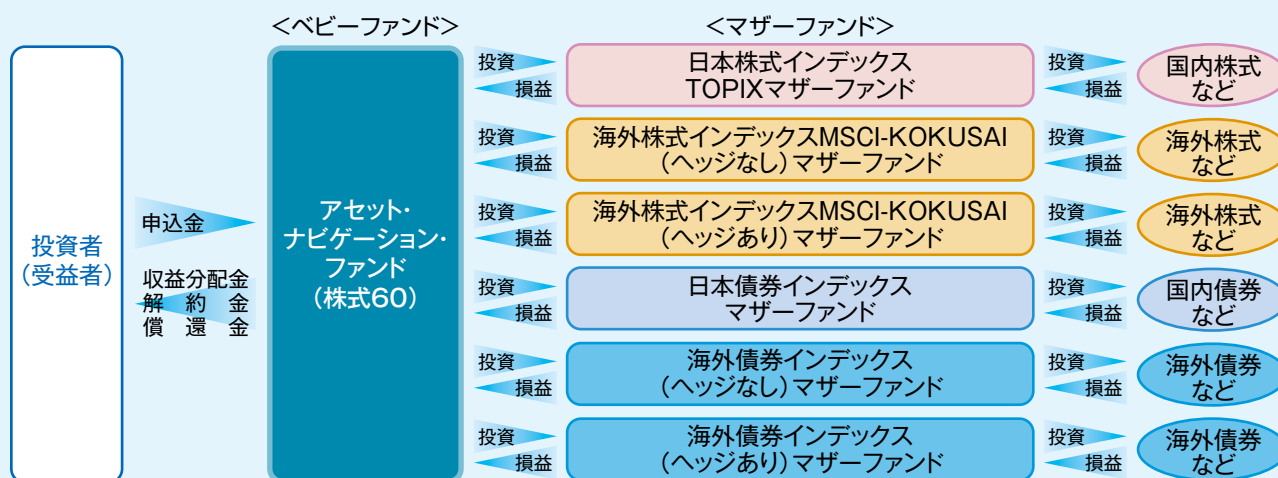 <ベビーファンド>
<マザーファンド>
投資者
(受益者)
申込金
収益分配金
解約金
償還金
アセット・
ナビゲーション・
ファンド
(株式60)
投資
損益
日本株式インデックス
TOPIXマザーファンド
投資
損益
国内株式
など
投資
損益
海外株式インデックスMSCI-KOKUSAI
(ヘッジなし)マザーファンド
投資
損益
海外株式
など
投資
損益
海外株式インデックスMSCI-KOKUSAI
(ヘッジあり)マザーファンド
投資
損益
海外株式
など
投資
損益
日本債券インデックス
マザーファンド
投資
損益
国内債券
など
投資
損益
海外債券インデックス
(ヘッジなし)マザーファンド
投資
損益
海外債券
など
投資
損益
海外債券インデックス
(ヘッジあり)マザーファンド
投資
損益
海外債券
など